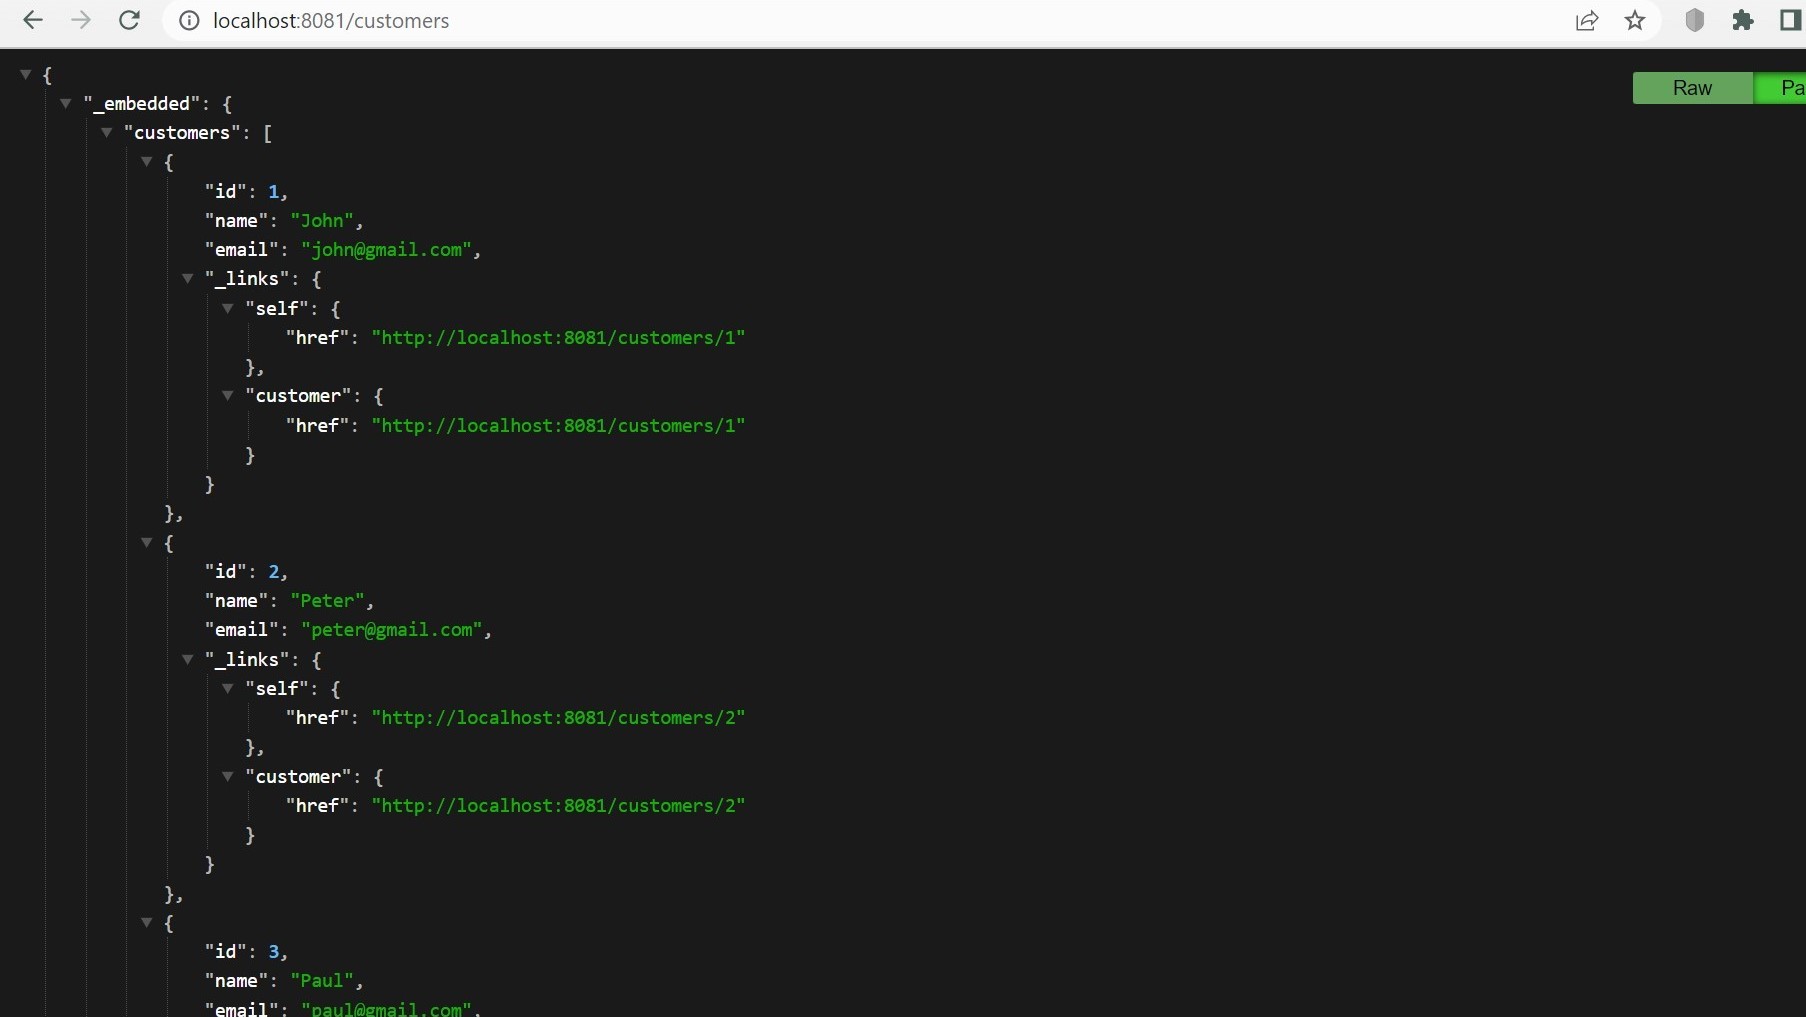 localhost:8081/customers
Raw
Pa
{
"_embedded": {
"customers": [
{
"id": 1,
"name": "John",
"email": "john@gmail.com",
"_links": {
"self": {
"href": "http://localhost:8081/customers/1"
},
"customer": {
"href": "http://localhost:8081/customers/1"
}
}
},
{
"id": 2,
"name": "Peter",
"email": "peter@gmail.com",
"_links": {
"self": {
"href": "http://localhost:8081/customers/2"
},
"customer": {
"href": "http://localhost:8081/customers/2"
}
}
},
{
"id": 3,
"name": "Paul",
"email": "paul@gmail.com",